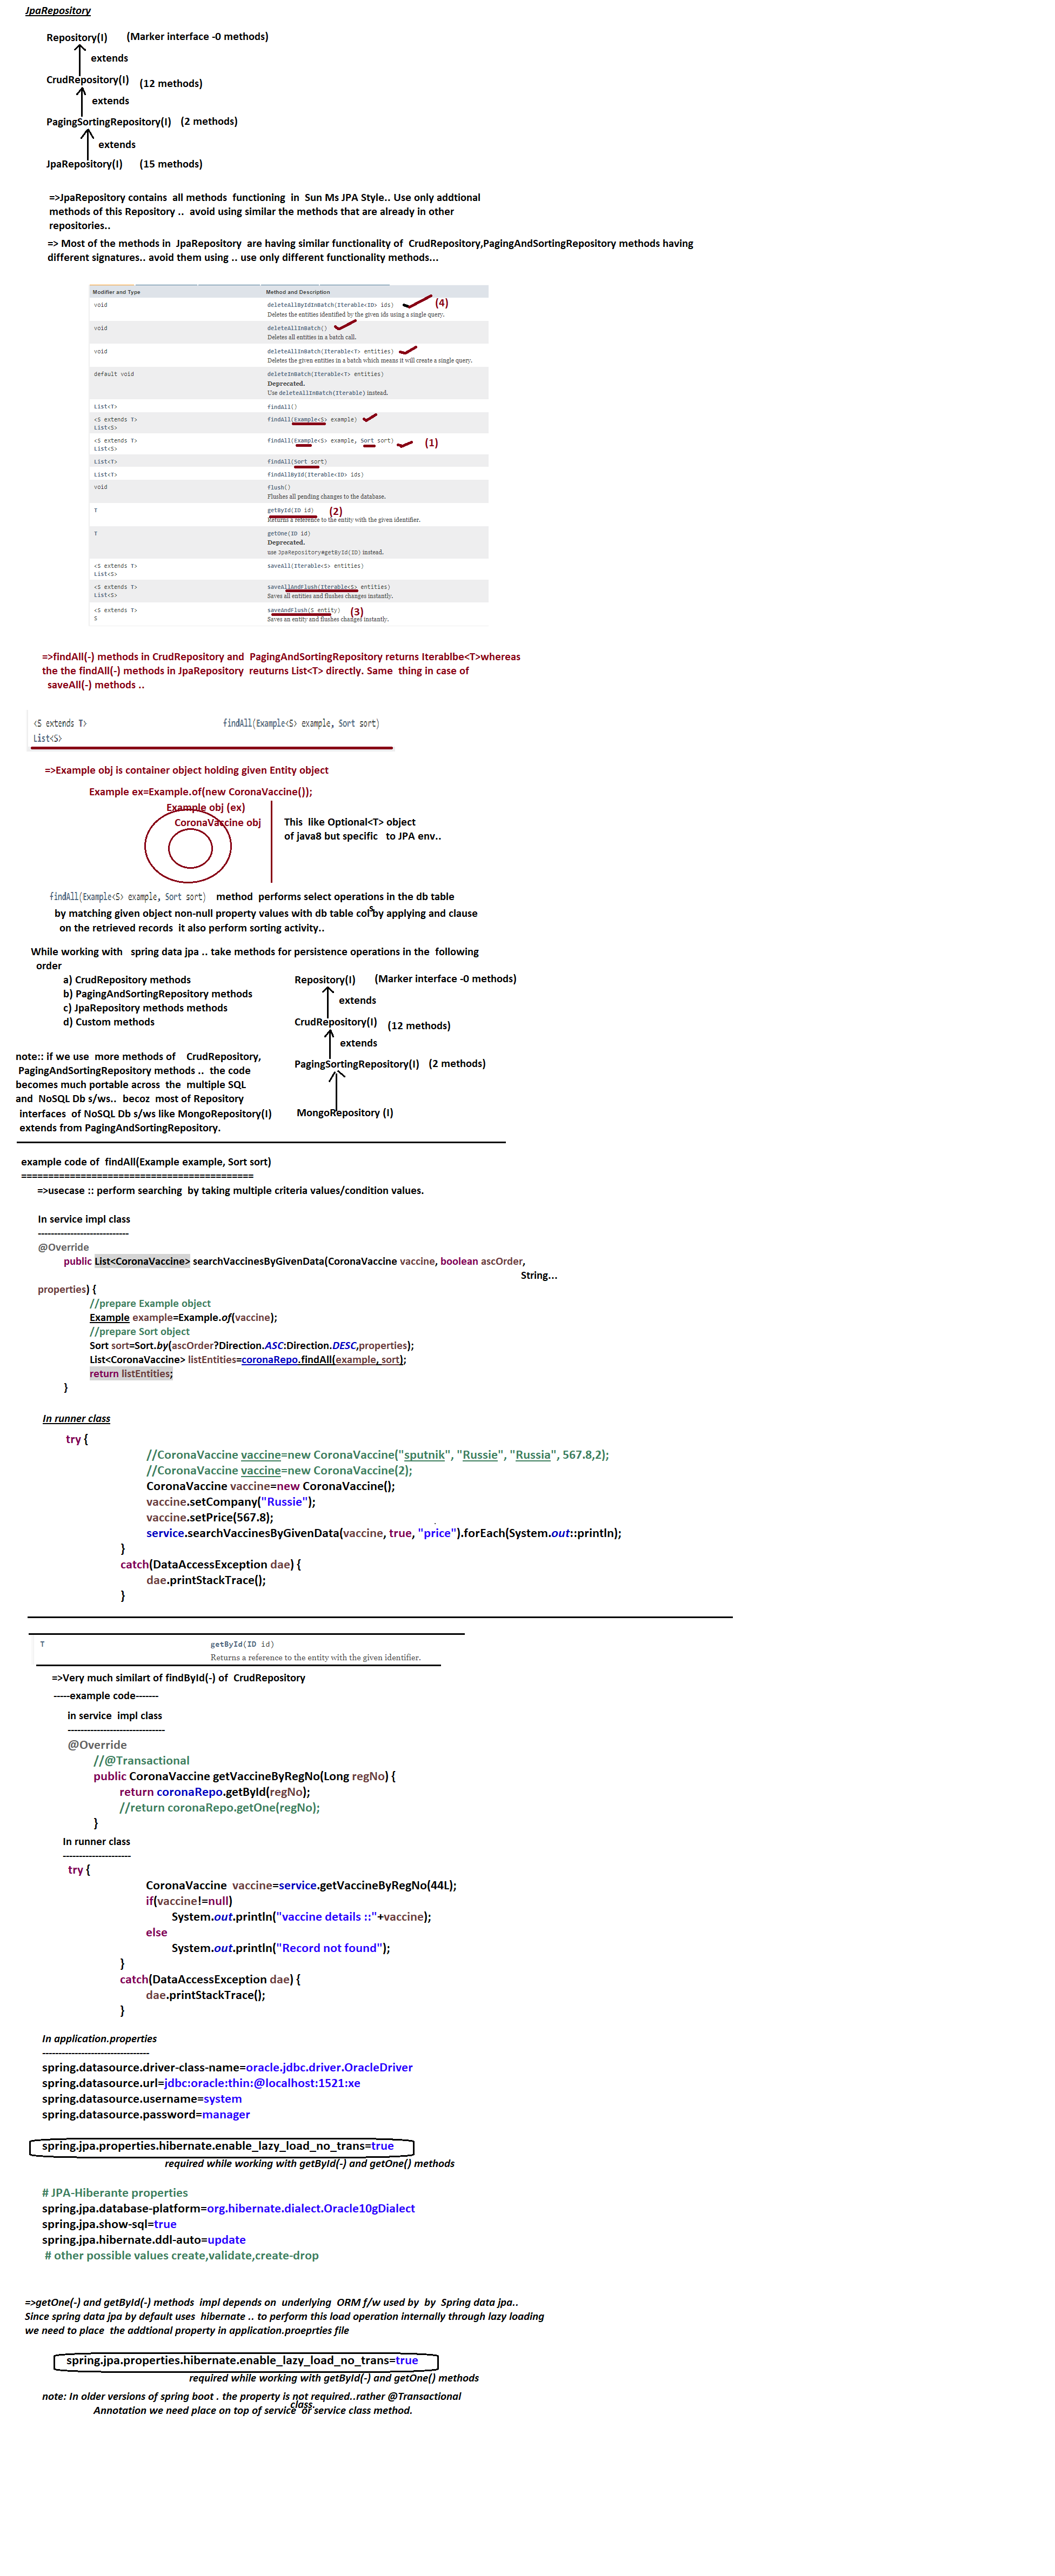 JpaRepository
Repository(I) (Marker interface -0 methods)
extends
CrudRepository(I) (12 methods)
extends
PagingSortingRepository(I) (2 methods)
extends
JpaRepository(I) (15 methods)
=>JpaRepository contains all methods functioning in Sun Ms JPA Style.. Use only addtional
methods of this Repository .. avoid using similar the methods that are already in other
repositories..
=> Most of the methods in JpaRepository are having similar functionality of CrudRepository,PagingAndSortingRepository methods having
different signatures.. avoid them using .. use only different functionality methods...
Modifier and Type Method and Description
void deleteAllByIdInBatch(Iterable<ID> ids) (4)
Deletes the entities identified by the given ids using a single query.
void deleteAllInBatch()
Deletes all entities in a batch call.
void deleteAllInBatch(Iterable<T> entities)
Deletes the given entities in a batch which means it will create a single query.
default void deleteInBatch(Iterable<T> entities)
Deprecated.
Use deleteAllInBatch(Iterable) instead.
List<T> findAll()
<S extends T> findAll(Example<S> example)
List<S>
<S extends T> findAll(Example<S> example, Sort sort) (1)
List<S>
List<T> findAll(Sort sort)
List<T> findAllById(Iterable<ID> ids)
void flush()
Flushes all pending changes to the database.
T getById(ID id) (2)
Returns a reference to the entity with the given identifier.
T getOne(ID id)
Deprecated.
use JpaRepository#getById(ID) instead.
<S extends T> saveAll(Iterable<S> entities)
List<S>
<S extends T> saveAllAndFlush(Iterable<S> entities)
List<S> Saves all entities and flushes changes instantly.
<S extends T> saveAndFlush(S entity) (3)
S Saves an entity and flushes changes instantly.
=>findAll(-) methods in CrudRepository and PagingAndSortingRepository returns Iterablbe<T>whereas
the the findAll(-) methods in JpaRepository reuturns List<T> directly. Same thing in case of
saveAll(-) methods ..
<S extends T> findAll(Example<S> example, Sort sort)
List<S>
=>Example obj is container object holding given Entity object
Example ex=Example.of(new CoronaVaccine());
Example obj (ex)
CoronaVaccine obj
This like Optional<T> object
of java8 but specific to JPA env..
findAll(Example<S> example, Sort sort) method performs select operations in the db table
by matching given object non-null property values with db table cols by applying and clause
on the retrieved records it also perform sorting activity..
While working with spring data jpa .. take methods for persistence operations in the following
order
a) CrudRepository methods
b) PagingAndSortingRepository methods
c) JpaRepository methods methods
d) Custom methods
Repository(I) (Marker interface -0 methods)
extends
CrudRepository(I) (12 methods)
extends
PagingSortingRepository(I) (2 methods)
MongoRepository (I)
note:: if we use more methods of CrudRepository,
PagingAndSortingRepository methods .. the code
becomes much portable across the multiple SQL
and NoSQL Db s/ws.. becoz most of Repository
interfaces of NoSQL Db s/ws like MongoRepository(I)
extends from PagingAndSortingRepository.
example code of findAll(Example example, Sort sort)
===========================================
=>usecase :: perform searching by taking multiple criteria values/condition values.
In service impl class
----------------------------
@Override
public List<CoronaVaccine> searchVaccinesByGivenData(CoronaVaccine vaccine, boolean ascOrder,
String...
properties) {
//prepare Example object
Example example=Example.of(vaccine);
//prepare Sort object
Sort sort=Sort.by(ascOrder?Direction.ASC:Direction.DESC,properties);
List<CoronaVaccine> listEntities=coronaRepo.findAll(example, sort);
return listEntities;
}
In runner class
try {
//CoronaVaccine vaccine=new CoronaVaccine("sputnik", "Russie", "Russia", 567.8,2);
//CoronaVaccine vaccine=new CoronaVaccine(2);
CoronaVaccine vaccine=new CoronaVaccine();
vaccine.setCompany("Russie");
vaccine.setPrice(567.8);
service.searchVaccinesByGivenData(vaccine, true, "price").forEach(System.out::println);
}
catch(DataAccessException dae) {
dae.printStackTrace();
}
T getById(ID id)
Returns a reference to the entity with the given identifier.
=>Very much similart of findById(-) of CrudRepository
-----example code-------
in service impl class
------------------------------
@Override
//@Transactional
public CoronaVaccine getVaccineByRegNo(Long regNo) {
return coronaRepo.getById(regNo);
//return coronaRepo.getOne(regNo);
}
In runner class
---------------------
try {
CoronaVaccine vaccine=service.getVaccineByRegNo(44L);
if(vaccine!=null)
System.out.println("vaccine details ::"+vaccine);
else
System.out.println("Record not found");
}
catch(DataAccessException dae) {
dae.printStackTrace();
}
In application.properties
---------------------------------
spring.datasource.driver-class-name=oracle.jdbc.driver.OracleDriver
spring.datasource.url=jdbc:oracle:thin:@localhost:1521:xe
spring.datasource.username=system
spring.datasource.password=manager
spring.jpa.properties.hibernate.enable_lazy_load_no_trans=true
required while working with getById(-) and getOne() methods
# JPA-Hiberante properties
spring.jpa.database-platform=org.hibernate.dialect.Oracle10gDialect
spring.jpa.show-sql=true
spring.jpa.hibernate.ddl-auto=update
# other possible values create,validate,create-drop
=>getOne(-) and getById(-) methods impl depends on underlying ORM f/w used by by Spring data jpa..
Since spring data jpa by default uses hibernate .. to perform this load operation internally through lazy loading
we need to place the addtional property in application.proeprties file
spring.jpa.properties.hibernate.enable_lazy_load_no_trans=true
required while working with getById(-) and getOne() methods
note: In older versions of spring boot . the property is not required..rather @Transactional
class.
Annotation we need place on top of service or service class method.